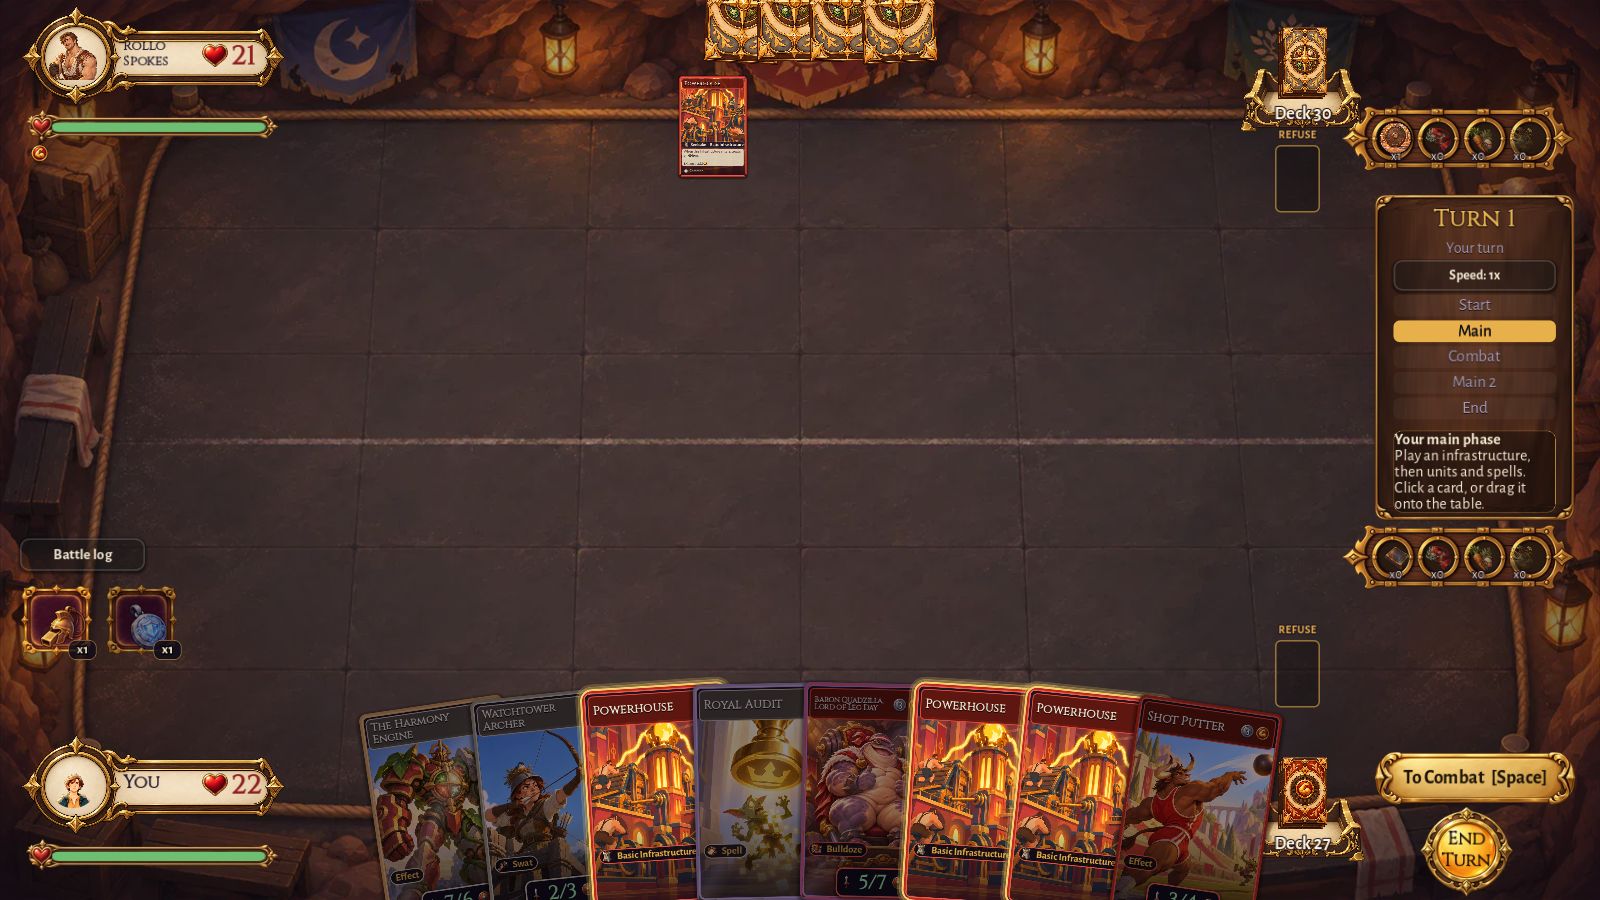 Rollo
Spokes
21
Deck 30
REFUSE
x1
x0
x0
x0
Turn 1
Your turn
Speed: 1x
Start
Main
Combat
Main 2
End
Your main phase
Play an infrastructure,
then units and spells.
Click a card, or drag it
onto the table.
Battle log
x1
x1
x0
x0
x0
x0
REFUSE
You
22
The Harmony
Engine
Effect
7/6
Watchtower
Archer
Swat
2/3
Powerhouse
Basic Infrastructure
Royal Audit
Spell
Baron Quadzilla,
Lord of Leg Day
3
Bulldoze
5/7
Powerhouse
Basic Infrastructure
Powerhouse
Basic Infrastructure
Shot Putter
3
Effect
Deck 27
To Combat [Space]
End
Turn